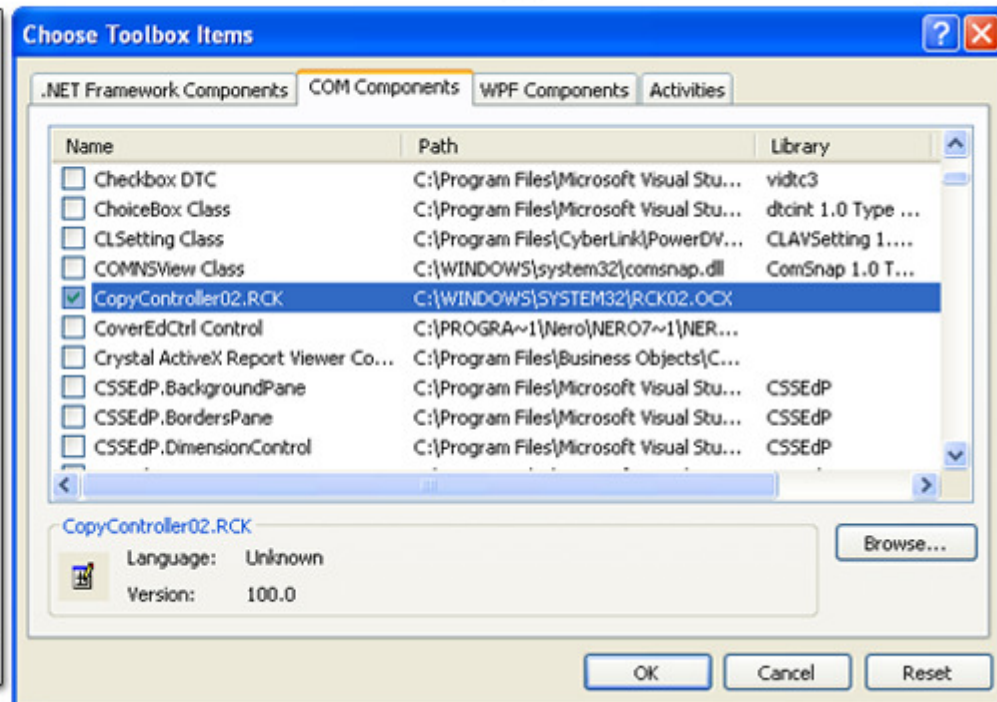 Choose Toolbox Items
.NET Framework Components COM Components WPF Components Activities
Name Path Library
Checkbox DTC C:\Program Files\Microsoft Visual Stu... vidtc3
ChoiceBox Class C:\Program Files\Microsoft Visual Stu... dtcint 1.0 Type ...
CLSetting Class C:\Program Files\CyberLink\PowerDV... CLAVSetting 1....
COMNSView Class C:\WINDOWS\system32\comsnap.dll ComSnap 1.0 T...
CopyController02.RCK C:\WINDOWS\SYSTEM32\RCK02.OCX
CoverEdCtrl Control C:\PROGRA~1\Nero\NERO7~1\NER...
Crystal ActiveX Report Viewer Co... C:\Program Files\Business Objects\C...
CSSEdP.BackgroundPane C:\Program Files\Microsoft Visual Stu... CSSEdP
CSSEdP.BordersPane C:\Program Files\Microsoft Visual Stu... CSSEdP
CSSEdP.DimensionControl C:\Program Files\Microsoft Visual Stu... CSSEdP
CopyController02.RCK
Language: Unknown
Browse...
Version: 100.0
OK Cancel Reset